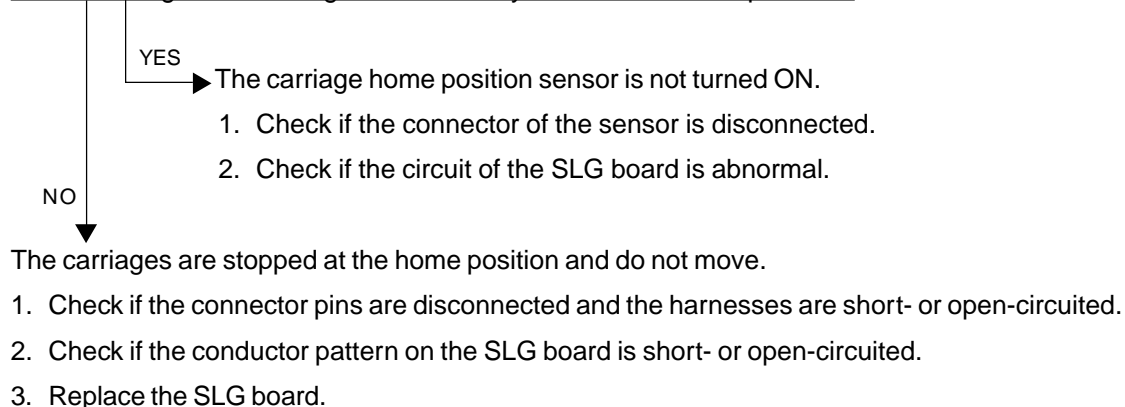 YES
The carriage home position sensor is not turned ON.
1. Check if the connector of the sensor is disconnected.
2. Check if the circuit of the SLG board is abnormal.
NO
The carriages are stopped at the home position and do not move.
1. Check if the connector pins are disconnected and the harnesses are short- or open-circuited.
2. Check if the conductor pattern on the SLG board is short- or open-circuited.
3. Replace the SLG board.